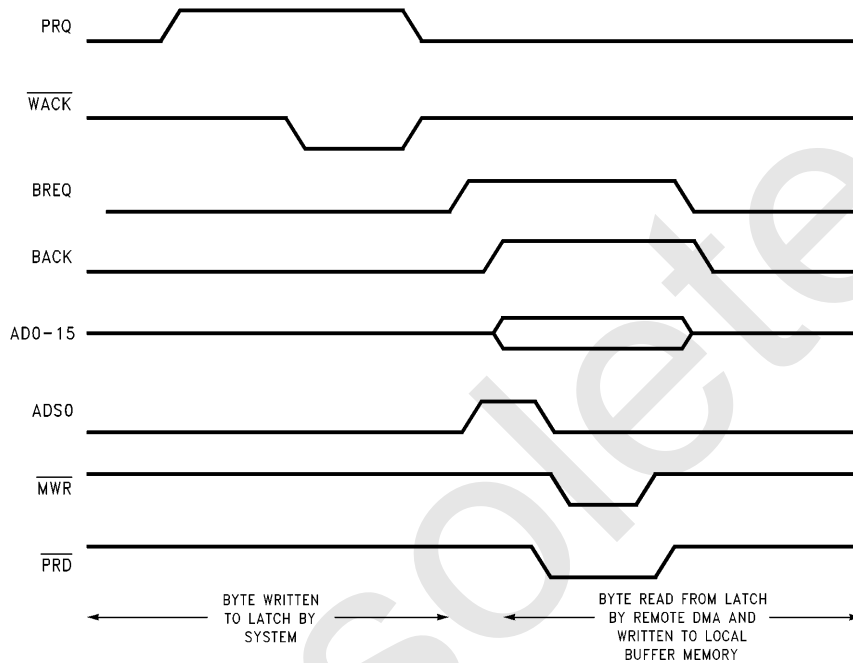 PRQ
WACK
BREQ
BACK
AD0-15
ADS0
MWR
PRD
BYTE WRITTEN
TO LATCH BY
SYSTEM
BYTE READ FROM LATCH
BY REMOTE DMA AND
WRITTEN TO LOCAL
BUFFER MEMORY
solete